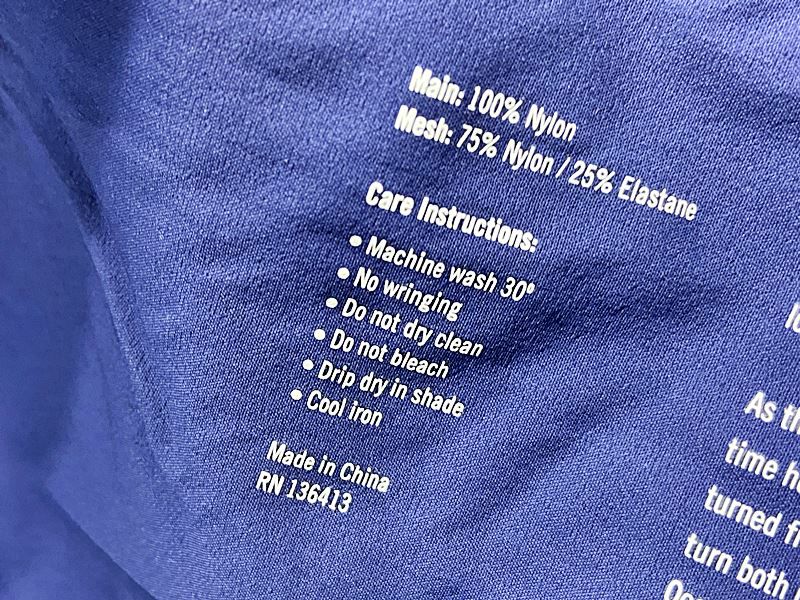 Main: 100% Nylon
Mesh: 75% Nylon / 25% Elastane
Care Instructions:
• Machine wash 30°
• No wringing
• Do not dry clean
• Do not bleach
• Drip dry in shade
• Cool iron
Made in China
RN 136413
As
time
turned
turn both